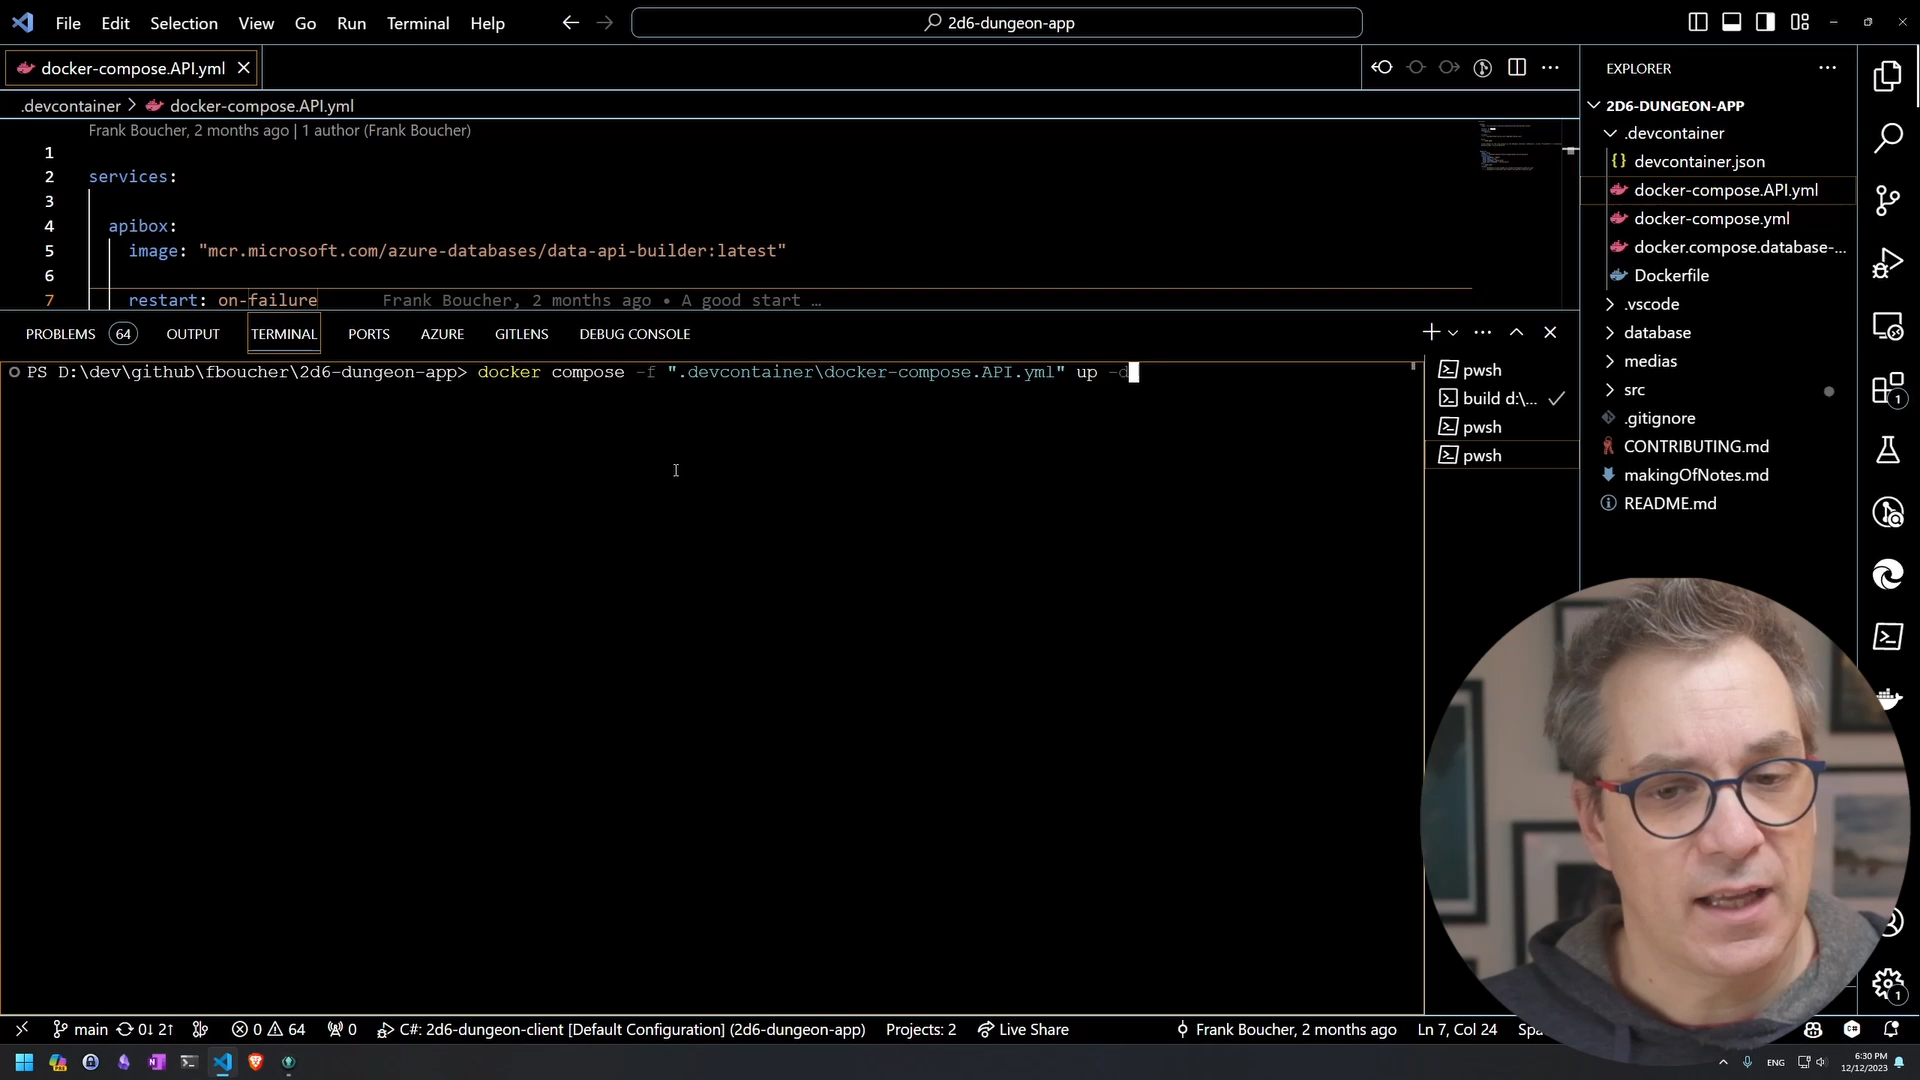 File Edit Selection View Go Run Terminal Help
2d6-dungeon-app
docker-compose.API.yml
.devcontainer > docker-compose.API.yml
Frank Boucher, 2 months ago | 1 author (Frank Boucher)
1
2 services:
3
4 apibox:
5 image: "mcr.microsoft.com/azure-databases/data-api-builder:latest"
6
7 restart: on-failure Frank Boucher, 2 months ago • A good start …
PROBLEMS 64 OUTPUT TERMINAL PORTS AZURE GITLENS DEBUG CONSOLE
PS D:\dev\github\fboucher\2d6-dungeon-app> docker compose -f ".devcontainer\docker-compose.API.yml" up -d
pwsh
build d:\...
pwsh
pwsh
EXPLORER
2D6-DUNGEON-APP
.devcontainer
{} devcontainer.json
docker-compose.API.yml
docker-compose.yml
docker.compose.database-...
Dockerfile
.vscode
database
medias
src
.gitignore
CONTRIBUTING.md
makingOfNotes.md
README.md
1
1
main 0↓ 2↑ 0 64 0 C#: 2d6-dungeon-client [Default Configuration] (2d6-dungeon-app) Projects: 2 Live Share Frank Boucher, 2 months ago Ln 7, Col 24
ENG
6:30 PM
12/12/2023